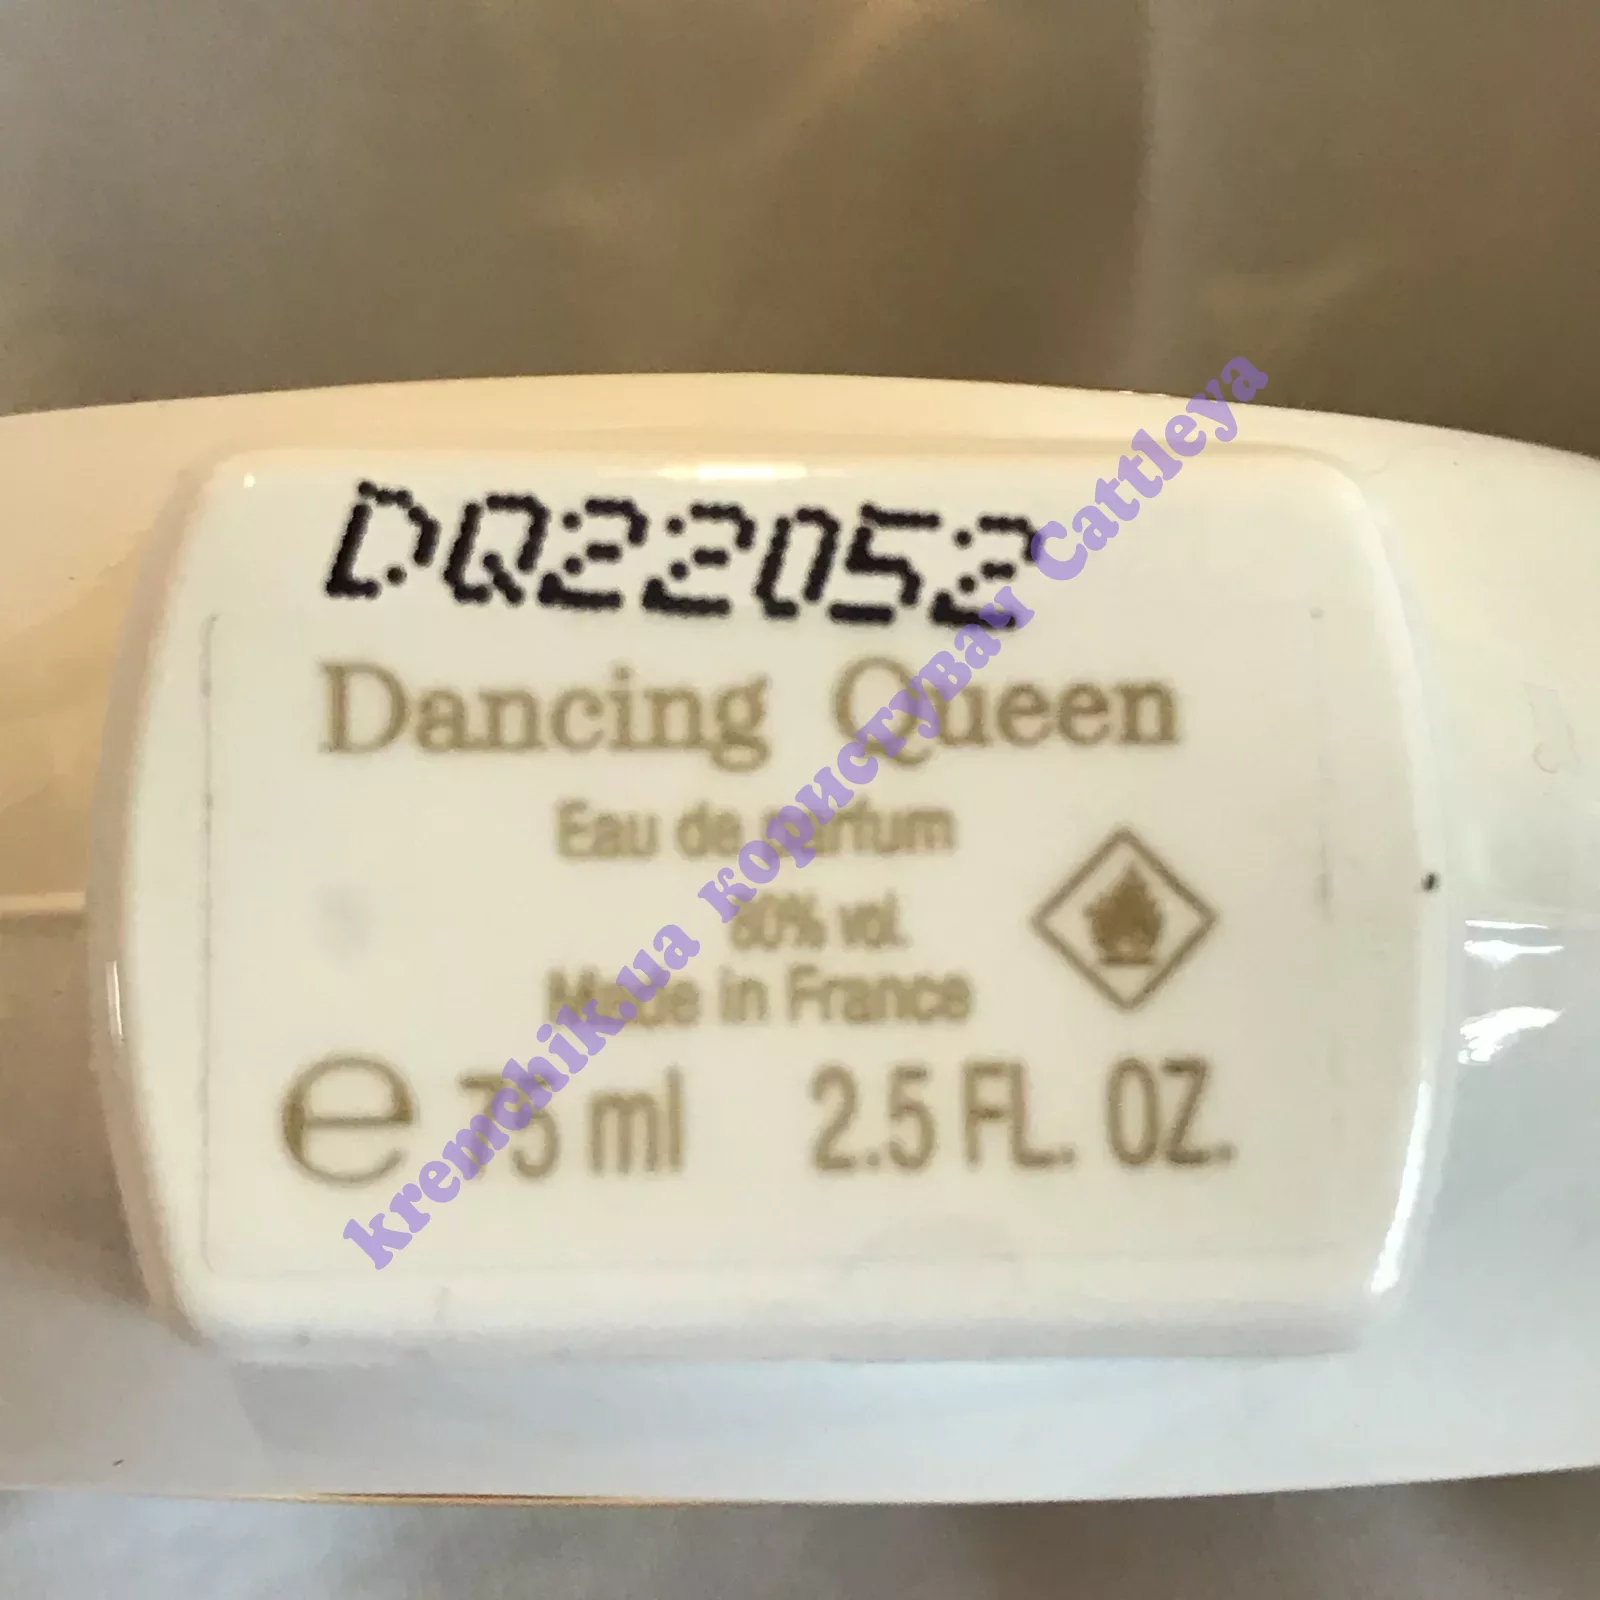 DQ22052
Dancing Queen
Eau de parfum
80% vol.
Made in France
e 75 ml 2.5 FL. OZ.
kremchik.ua користувач Cattleya